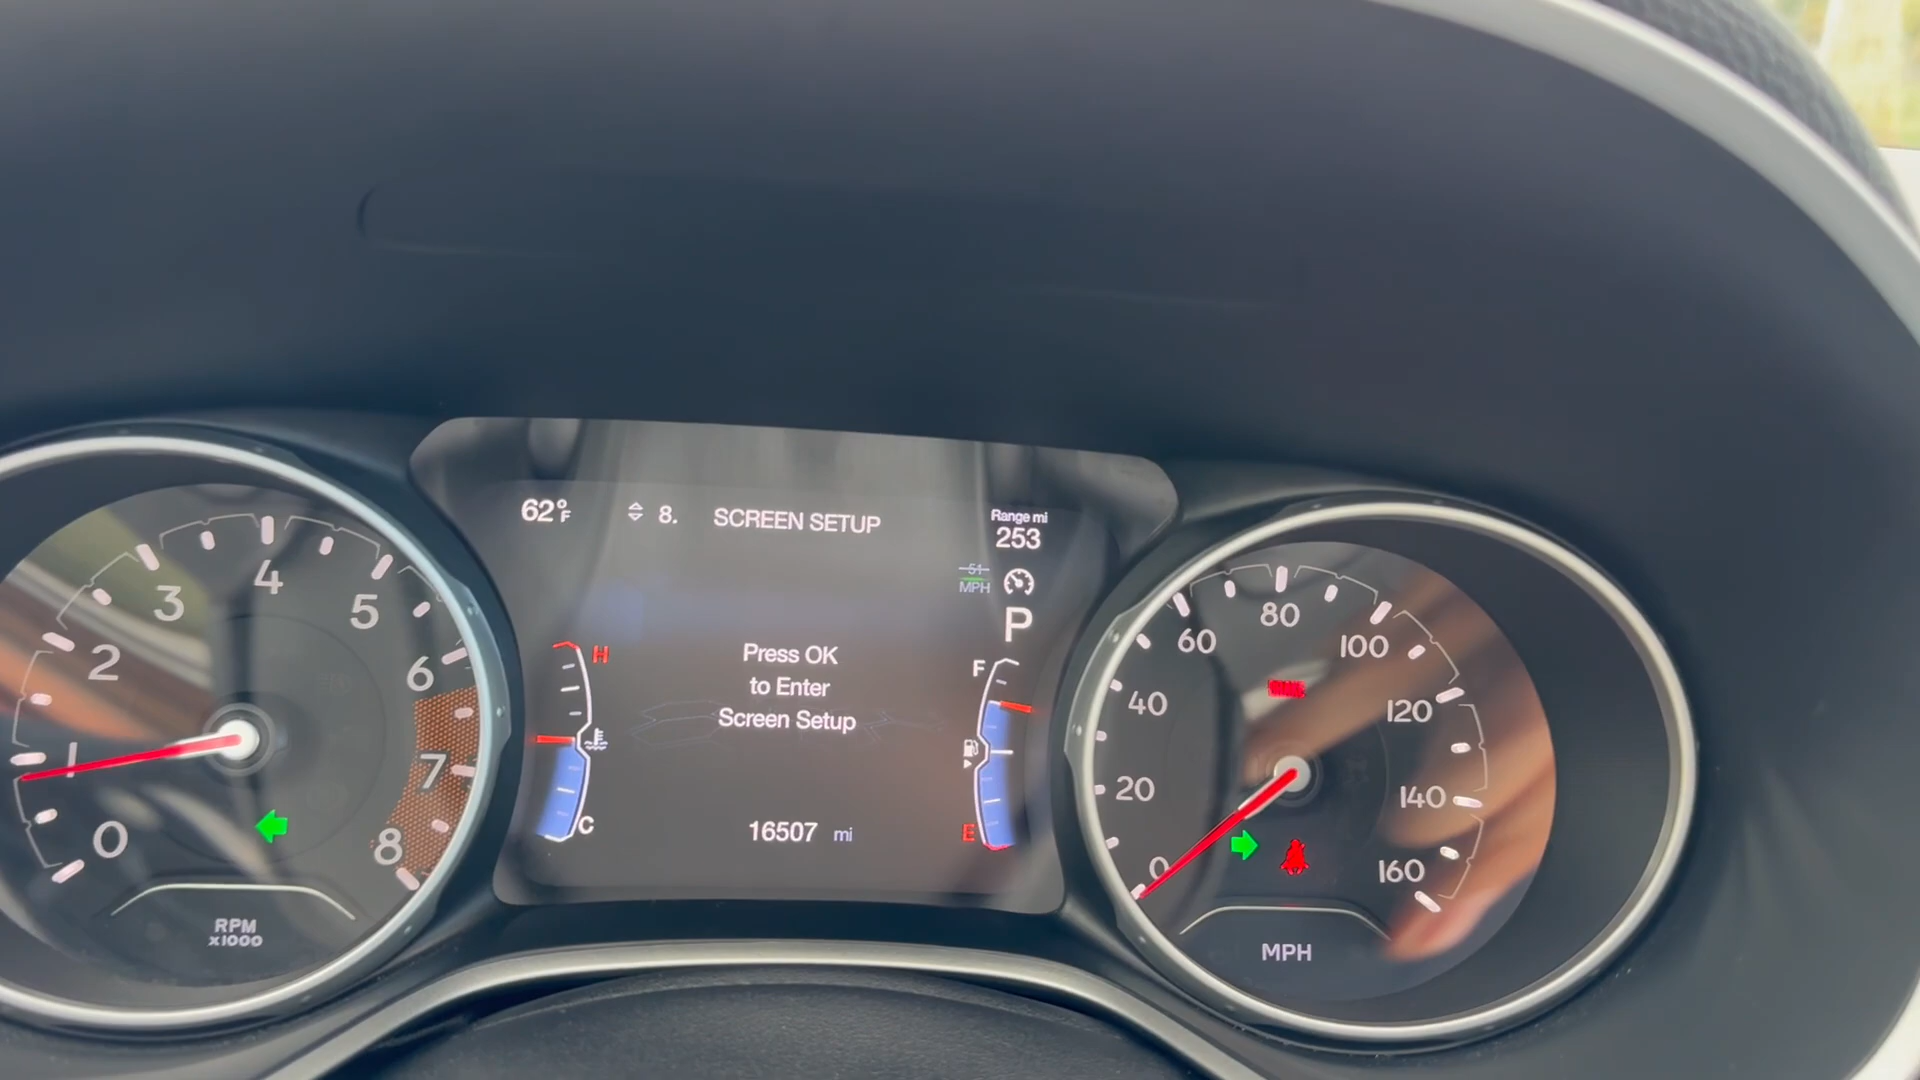 62°F
8. SCREEN SETUP
Range mi
253
51
MPH
P
Press OK
to Enter
Screen Setup
H
C
F
E
16507 mi
0
1
2
3
4
5
6
7
8
RPM
x1000
0
20
40
60
80
100
120
140
160
MPH